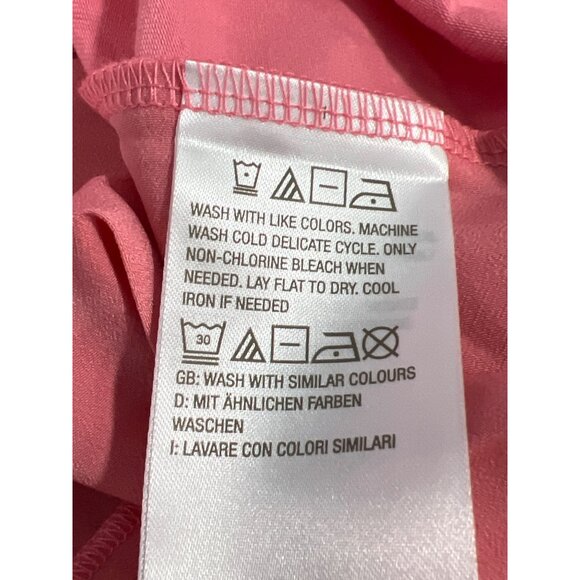 WASH WITH LIKE COLORS. MACHINE
WASH COLD DELICATE CYCLE. ONLY
NON-CHLORINE BLEACH WHEN
NEEDED. LAY FLAT TO DRY. COOL
IRON IF NEEDED
30
GB: WASH WITH SIMILAR COLOURS
D: MIT ÄHNLICHEN FARBEN
WASCHEN
I: LAVARE CON COLORI SIMILARI